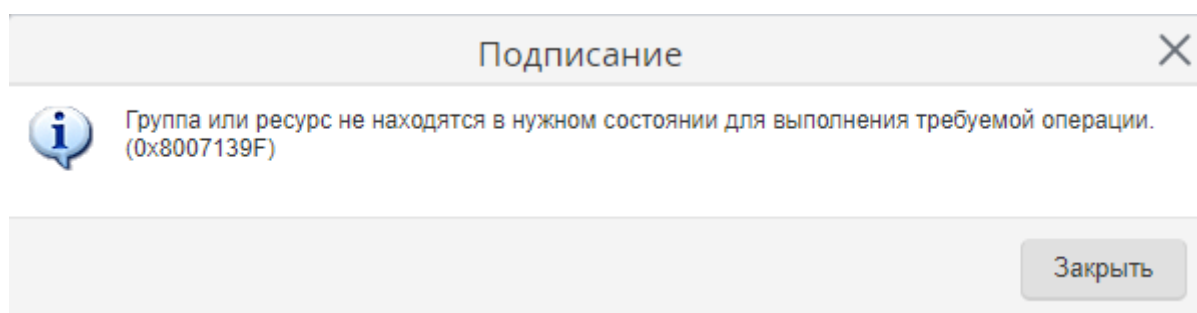 Подписание
Группа или ресурс не находятся в нужном состоянии для выполнения требуемой операции.
(0x8007139F)
Закрыть